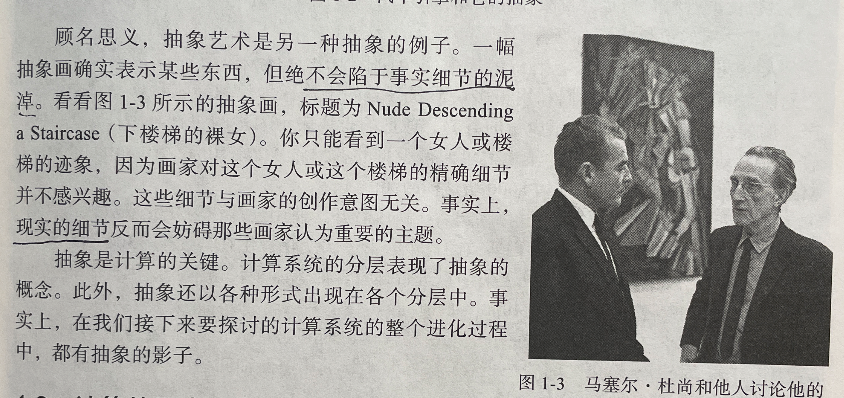 顾名思义，抽象艺术是另一种抽象的例子。一幅
抽象画确实表示某些东西，但绝不会陷于事实细节的泥
淖。看看图 1-3 所示的抽象画，标题为 Nude Descending
a Staircase（下楼梯的裸女）。你只能看到一个女人或楼
梯的迹象，因为画家对这个女人或这个楼梯的精确细节
并不感兴趣。这些细节与画家的创作意图无关。事实上，
现实的细节反而会妨碍那些画家认为重要的主题。
抽象是计算的关键。计算系统的分层表现了抽象的
概念。此外，抽象还以各种形式出现在各个分层中。事
实上，在我们接下来要探讨的计算系统的整个进化过程
中，都有抽象的影子。
图 1-3 马塞尔·杜尚和他人讨论他的